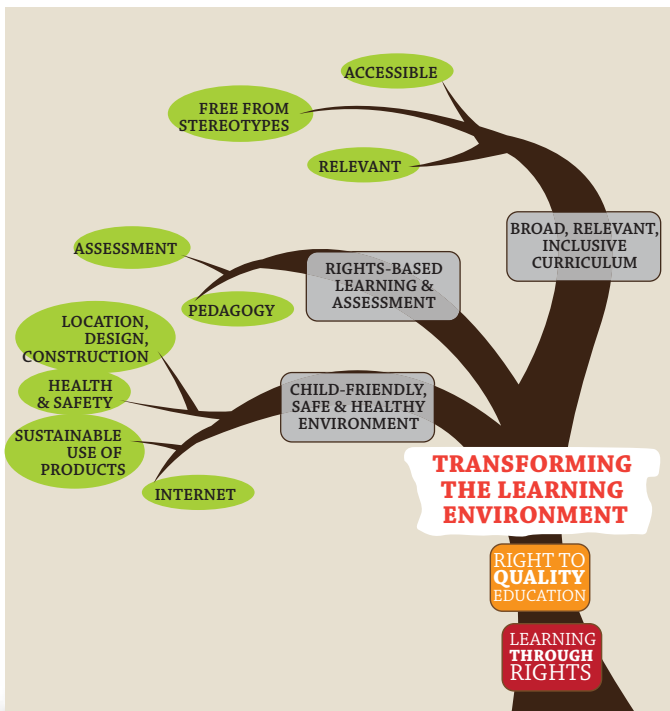 ACCESSIBLE
FREE FROM
STEREOTYPES
RELEVANT
BROAD, RELEVANT,
INCLUSIVE
CURRICULUM
ASSESSMENT
PEDAGOGY
RIGHTS-BASED
LEARNING &
ASSESSMENT
LOCATION,
DESIGN,
CONSTRUCTION
HEALTH
& SAFETY
SUSTAINABLE
USE OF
PRODUCTS
INTERNET
CHILD-FRIENDLY,
SAFE & HEALTHY
ENVIRONMENT
TRANSFORMING
THE LEARNING
ENVIRONMENT
RIGHT TO
QUALITY
EDUCATION
LEARNING
THROUGH
RIGHTS